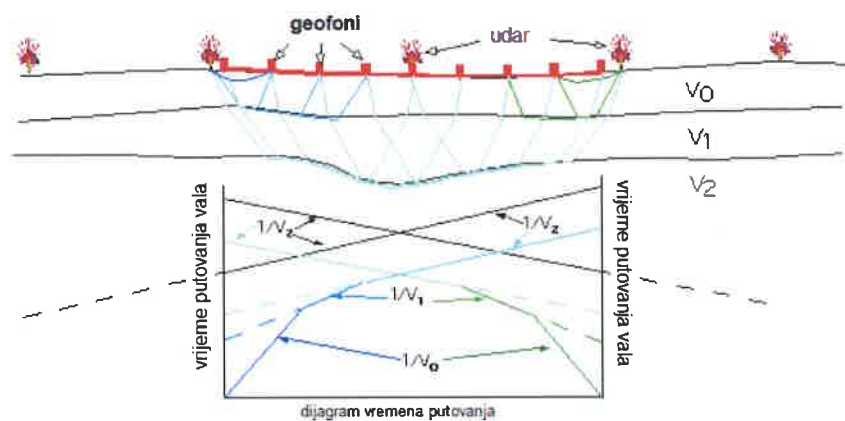 geofoni
udar
V0
V1
V2
vrijeme putovanja vala
1/V2
1/V2
vrijeme putovanja vala
1/V1
1/V0
dijagram vremena putovanja